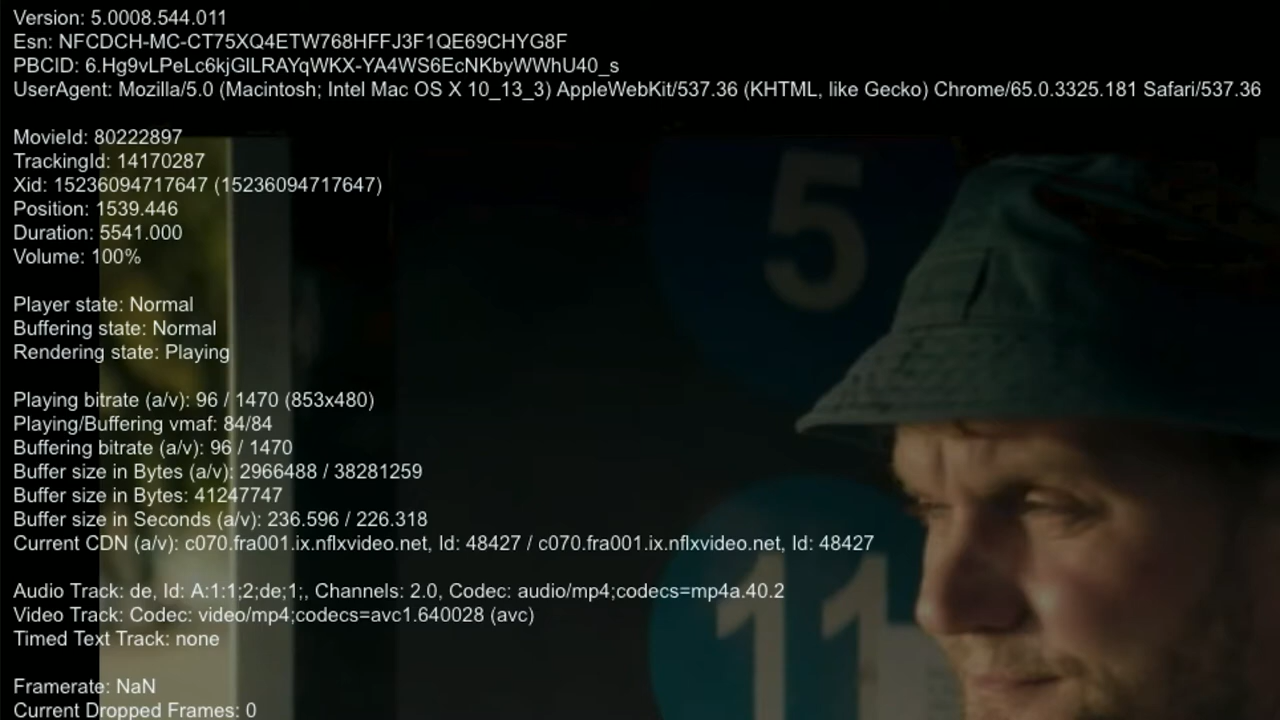 Version: 5.0008.544.011
Esn: NFCDCH-MC-CT75XQ4ETW768HFFJ3F1QE69CHYG8F
PBCID: 6.Hg9vLPeLc6kjGlLRAYqWKX-YA4WS6EcNKbyWWhU40_s
UserAgent: Mozilla/5.0 (Macintosh; Intel Mac OS X 10_13_3) AppleWebKit/537.36 (KHTML, like Gecko) Chrome/65.0.3325.181 Safari/537.36
MovieId: 80222897
TrackingId: 14170287
Xid: 15236094717647 (15236094717647)
Position: 1539.446
Duration: 5541.000
Volume: 100%
Player state: Normal
Buffering state: Normal
Rendering state: Playing
Playing bitrate (a/v): 96 / 1470 (853x480)
Playing/Buffering vmaf: 84/84
Buffering bitrate (a/v): 96 / 1470
Buffer size in Bytes (a/v): 2966488 / 38281259
Buffer size in Bytes: 41247747
Buffer size in Seconds (a/v): 236.596 / 226.318
Current CDN (a/v): c070.fra001.ix.nflxvideo.net, Id: 48427 / c070.fra001.ix.nflxvideo.net, Id: 48427
Audio Track: de, Id: A:1:1;2;de;1;, Channels: 2.0, Codec: audio/mp4;codecs=mp4a.40.2
Video Track: Codec: video/mp4;codecs=avc1.640028 (avc)
Timed Text Track: none
Framerate: NaN
Current Dropped Frames: 0
5
11